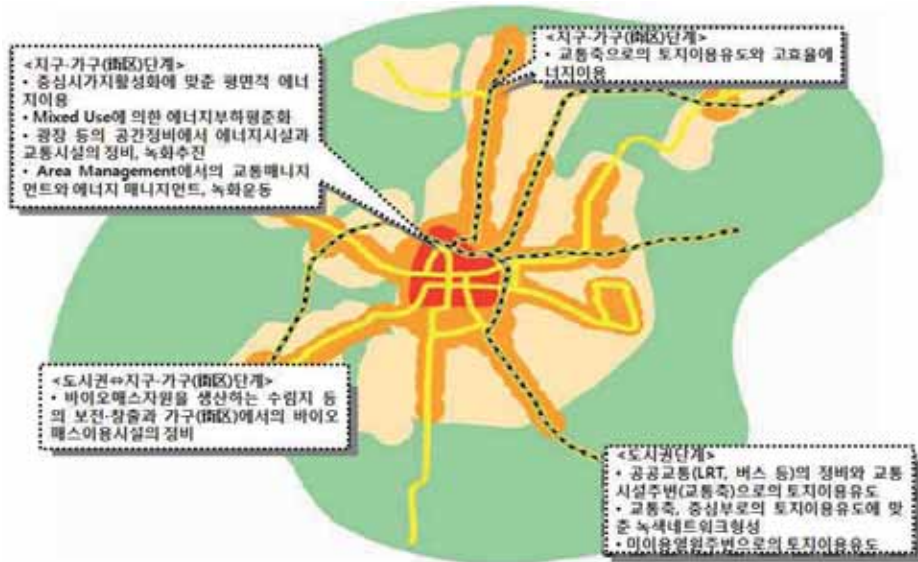 <지구·가구(街区)단계>
• 중심시가지활성화에 맞춘 평면적 에너
지이용
• Mixed Use에 의한 에너지부하평준화
• 광장 등의 공간정비에서 에너지시설과
교통시설의 정비, 녹화추진
• Area Management에서의 교통매니지
먼트와 에너지 매니지먼트, 녹화운동
<지구·가구(街区)단계>
• 교통축으로의 토지이용유도와 고효율에
너지이용
<도시권⇔지구·가구(街区)단계>
• 바이오매스자원을 생산하는 수림지 등
의 보전·창출과 가구(街区)에서의 바이오
매스이용시설의 정비
<도시권단계>
• 공공교통(LRT, 버스 등)의 정비와 교통
시설주변(교통축)으로의 토지이용유도
• 교통축, 중심부로의 토지이용유도에 맞
춘 녹색네트워크형성
• 미이용열원주변으로의 토지이용유도